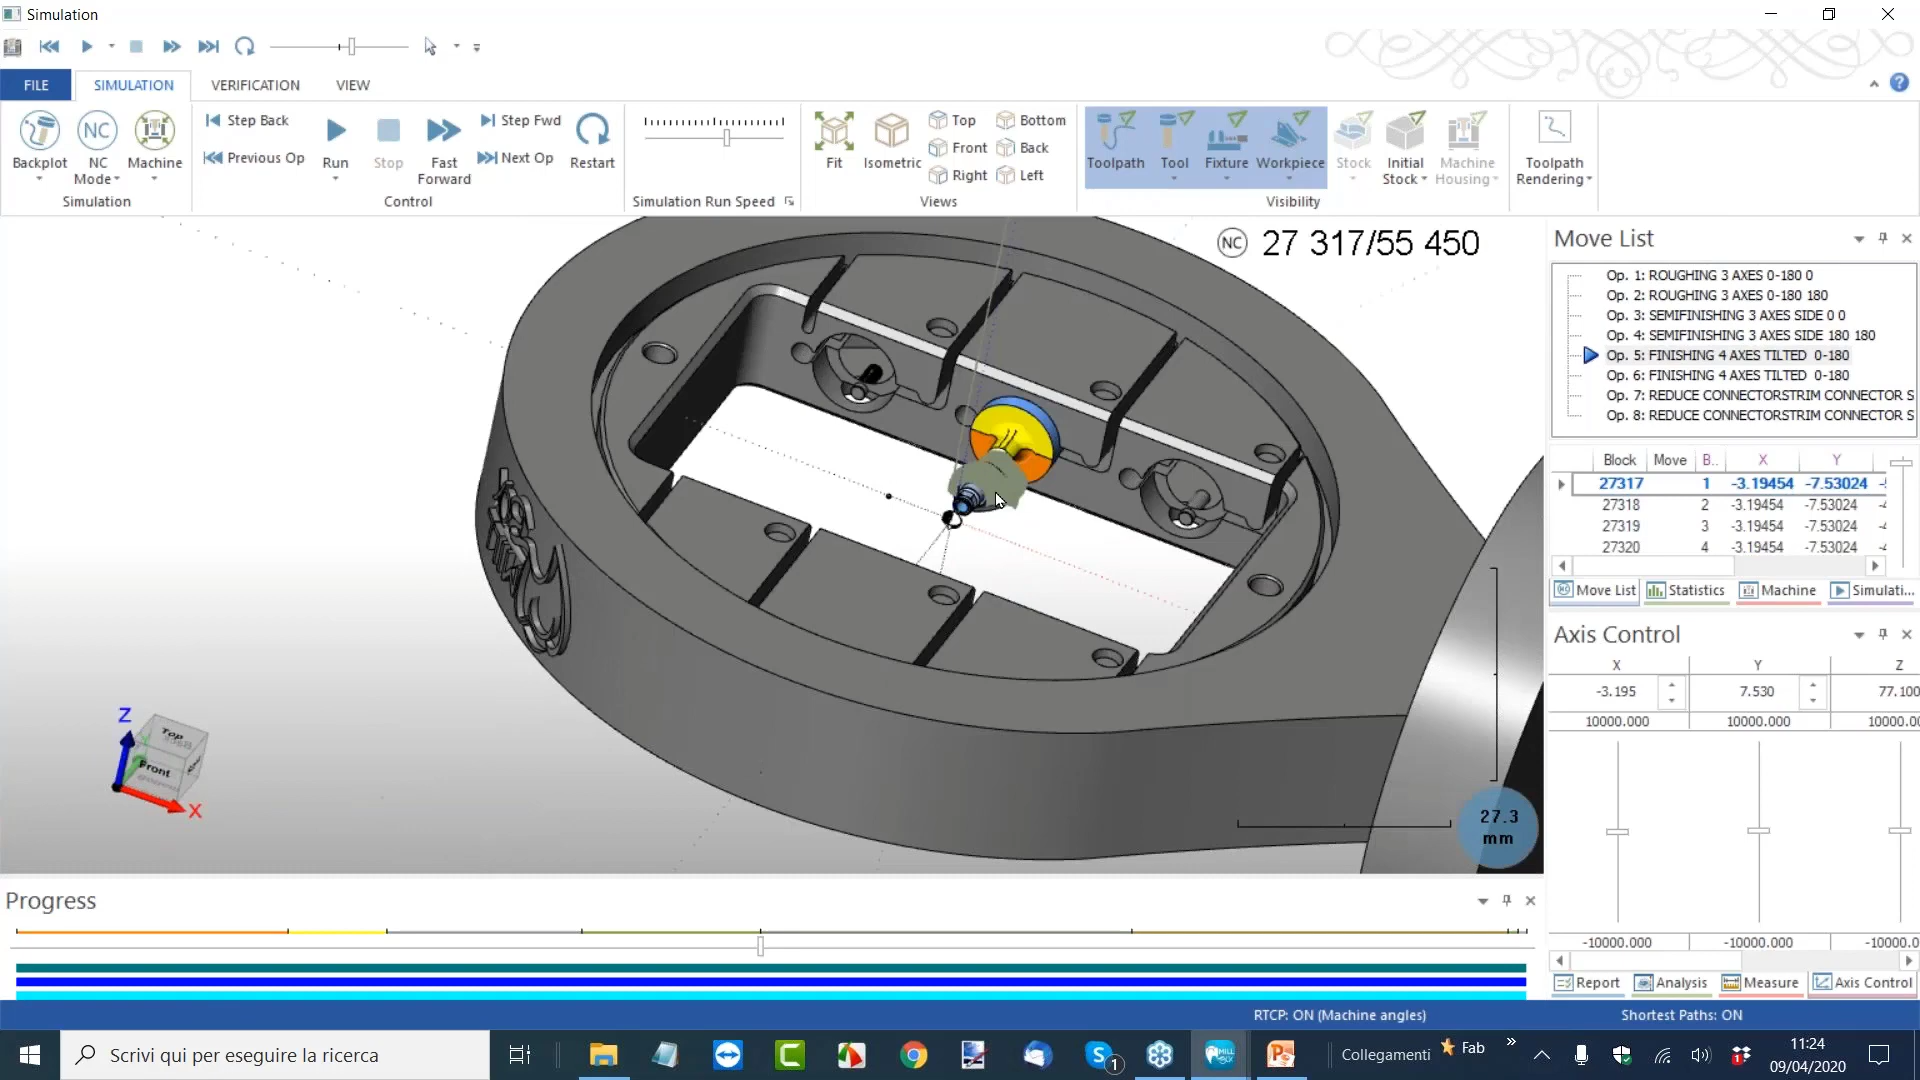 Simulation
FILE SIMULATION VERIFICATION VIEW
Backplot
NC Mode
Machine
Simulation
Step Back
Previous Op
Run
Stop
Fast Forward
Step Fwd
Next Op
Restart
Control
Simulation Run Speed
Fit
Isometric
Top
Front
Right
Bottom
Back
Left
Views
Toolpath
Tool
Fixture
Workpiece
Stock
Initial Stock
Machine Housing
Visibility
Toolpath Rendering
NC 27 317/55 450
Z
Top
Front
X
27.3
mm
Move List
Op. 1: ROUGHING 3 AXES 0-180 0
Op. 2: ROUGHING 3 AXES 0-180 180
Op. 3: SEMIFINISHING 3 AXES SIDE 0 0
Op. 4: SEMIFINISHING 3 AXES SIDE 180 180
Op. 5: FINISHING 4 AXES TILTED 0-180
Op. 6: FINISHING 4 AXES TILTED 0-180
Op. 7: REDUCE CONNECTORSTRIM CONNECTOR S
Op. 8: REDUCE CONNECTORSTRIM CONNECTOR S
Block Move B.. X Y
27317 1 -3.19454 -7.53024
27318 2 -3.19454 -7.53024
27319 3 -3.19454 -7.53024
27320 4 -3.19454 -7.53024
Move List Statistics Machine Simulati...
Axis Control
X Y Z
-3.195 7.530 77.100
10000.000 10000.000 10000.0
-10000.000 -10000.000 -10000.0
Report Analysis Measure Axis Control
Progress
RTCP: ON (Machine angles) Shortest Paths: ON
Scrivi qui per eseguire la ricerca
Collegamenti Fab »
11:24
09/04/2020